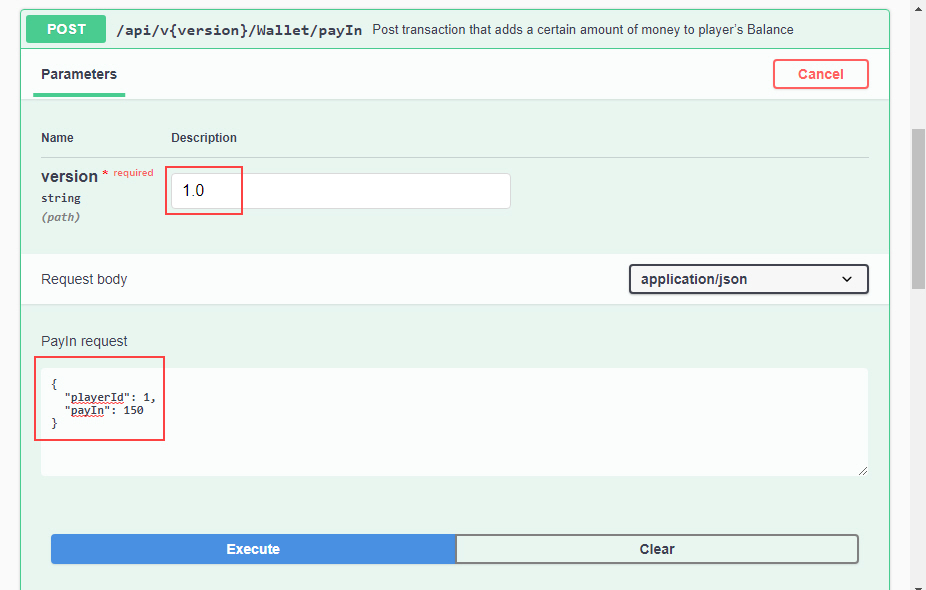 POST /api/v{version}/Wallet/payIn Post transaction that adds a certain amount of money to player's Balance
Parameters Cancel
Name Description
version * required 1.0
string
(path)
Request body application/json
PayIn request
{
"playerId": 1,
"payIn": 150
}
Execute Clear